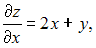 ∂z/∂x = 2x + y,